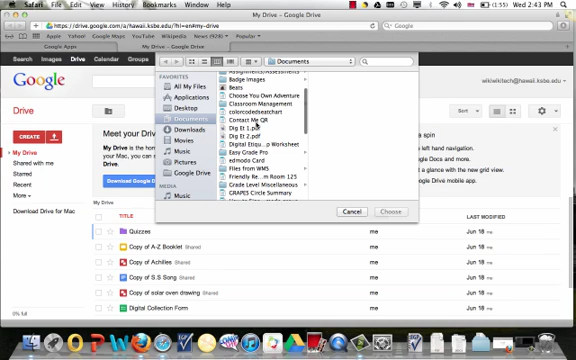 Safari File Edit View History Bookmarks Window Help
Wed 2:43 PM
My Drive – Google Drive
https://drive.google.com/a/hawaii.ksbe.edu/?hl=en#my-drive
Google
Apple Yahoo! Google Maps YouTube Wikipedia News (928) Popular
Google Apps
My Drive – Google Drive
Search Images Drive Calendar
Documents
FAVORITES
All My Files
Applications
Desktop
Documents
Downloads
Movies
Music
Pictures
Google Drive
MEDIA
Music
Badge Images
Beats
Choose You Own Adventure
Classroom Management
colorcodedseatchart
Contact Me QR
Dig Et 1.pdf
Dig Et 2.pdf
Worksheet
Easy Grade Pro
edmodo Card
Files from WMS
Friendly Re...m Room 125
Grade Level Miscellaneous
GRAPES Circle Summary
Cancel Choose
Google
wikiwikitech@hawaii.ksbe.edu
Drive
Sort
CREATE
My Drive
Shared with me
Starred
Recent
More
Download Drive for Mac
Meet your Drive
My Drive is the home
your Mac, you can
Download Google
a spin
left hand navigation.
Google Docs and more.
with the new grid view.
Google Drive mobile app.
My Drive
TITLE
LAST MODIFIED
Quizzes me Jun 18 me
Copy of A-Z Booklet Shared me Jun 18 me
Copy of Achilles Shared me Jun 18 me
Copy of S.S Song Shared me Jun 18 me
Copy of solar oven drawing Shared me Jun 18 me
Digital Collection Form me Jun 18 me